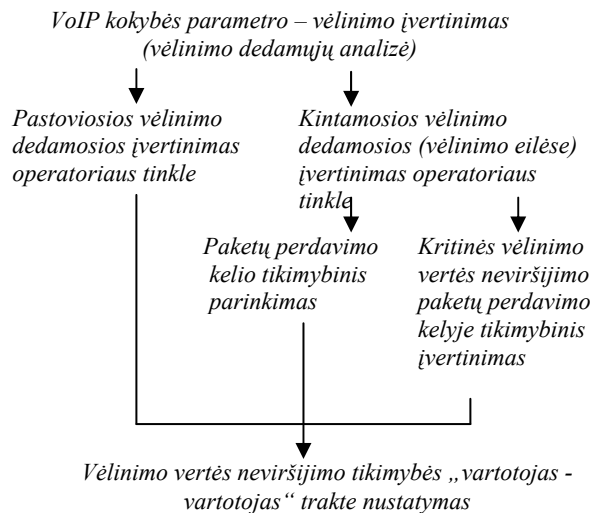 VoIP kokybės parametro – vėlinimo įvertinimas
(vėlinimo dedamųjų analizė)
Pastoviosios vėlinimo
dedamosios įvertinimas
operatoriaus tinkle
Kintamosios vėlinimo
dedamosios (vėlinimo eilėse)
įvertinimas operatoriaus
tinkle
Paketų perdavimo
kelio tikimybinis
parinkimas
Kritinės vėlinimo
vertės neviršijimo
paketų perdavimo
kelyje tikimybinis
įvertinimas
Vėlinimo vertės neviršijimo tikimybės „vartotojas -
vartotojas“ trakte nustatymas